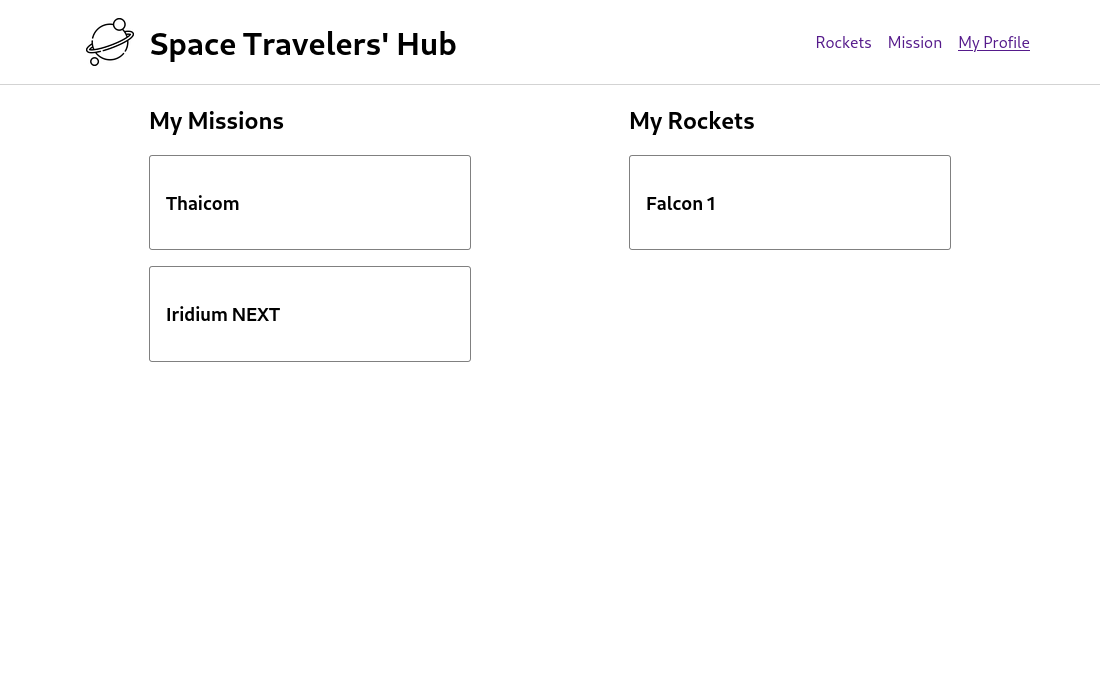 Space Travelers' Hub
Rockets Mission My Profile
My Missions
Thaicom
Iridium NEXT
My Rockets
Falcon 1